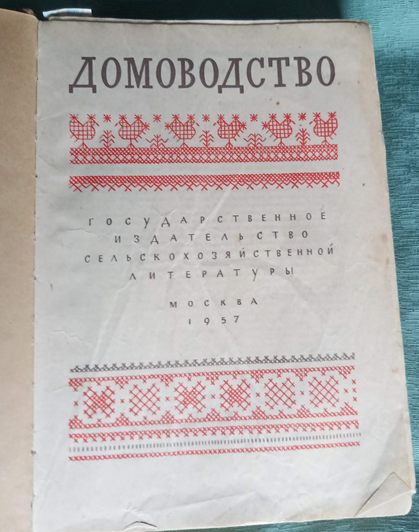 ДОМОВОДСТВО
ГОСУДАРСТВЕННОЕ
ИЗДАТЕЛЬСТВО
СЕЛЬСКОХОЗЯЙСТВЕННОЙ
ЛИТЕРАТУРЫ
МОСКВА
1957